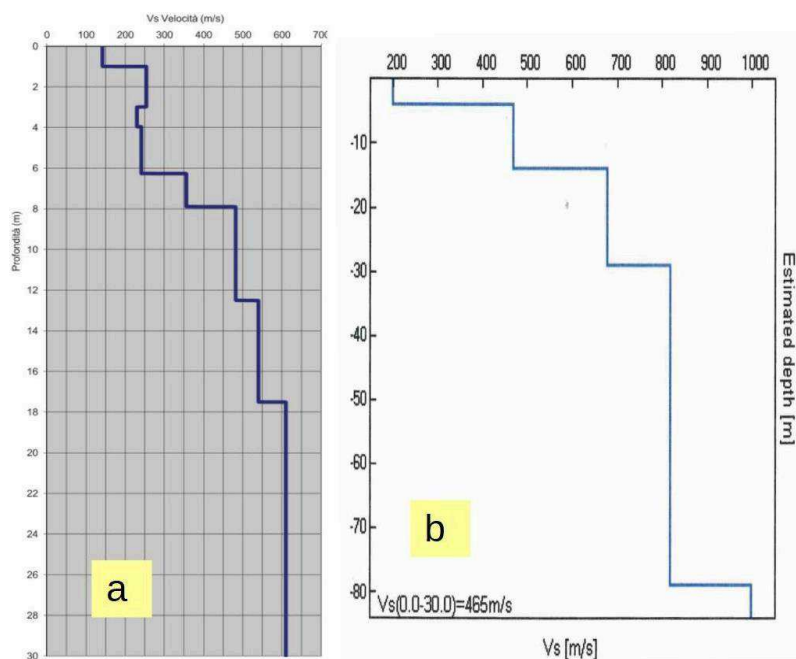 Vs Velocità (m/s)
0 100 200 300 400 500 600 700
0
2
4
6
8
10
12
14
16
18
20
22
24
26
28
30
Profondità (m)
a
200 300 400 500 600 700 800 900 1000
-10
-20
-30
-40
-50
-60
-70
-80
Estimated depth [m]
b
Vs(0.0-30.0)=465m/s
Vs [m/s]